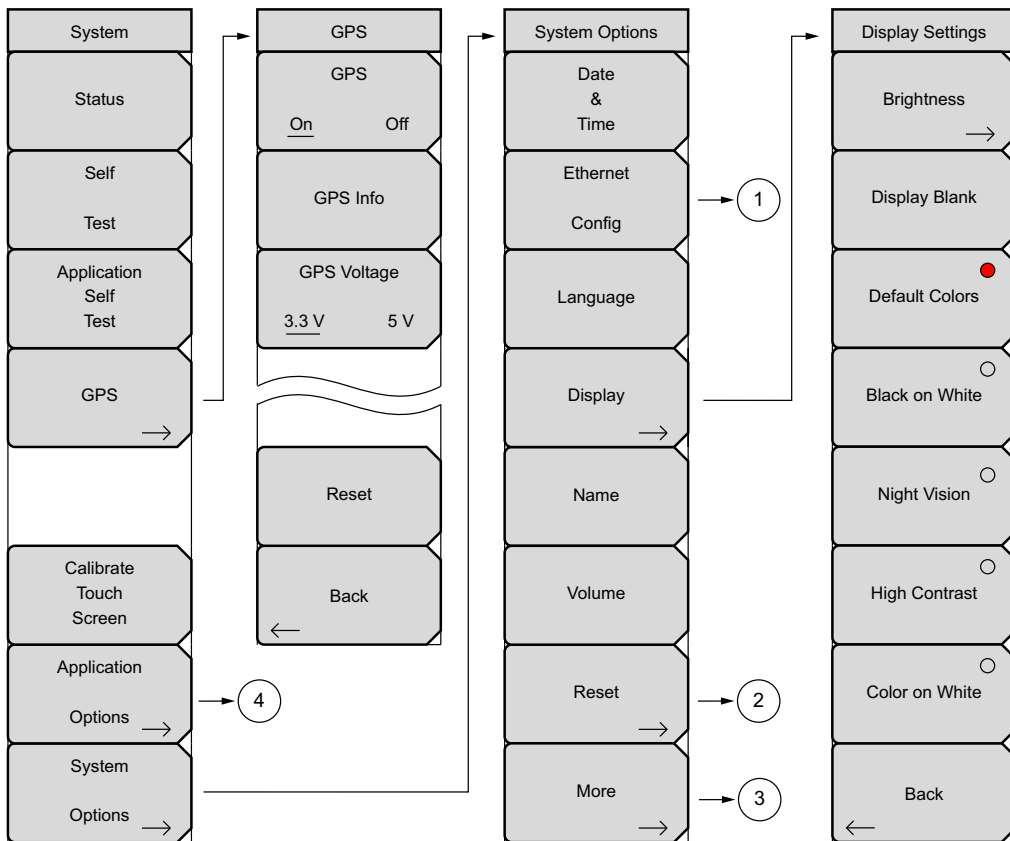 System
Status
Self
Test
Application
Self
Test
GPS
Calibrate
Touch
Screen
Application
Options
4
System
Options
GPS
GPS
On Off
GPS Info
GPS Voltage
3.3 V 5 V
Reset
Back
System Options
Date
&
Time
Ethernet
Config
1
Language
Display
Name
Volume
Reset
2
More
3
Display Settings
Brightness
Display Blank
Default Colors
Black on White
Night Vision
High Contrast
Color on White
Back